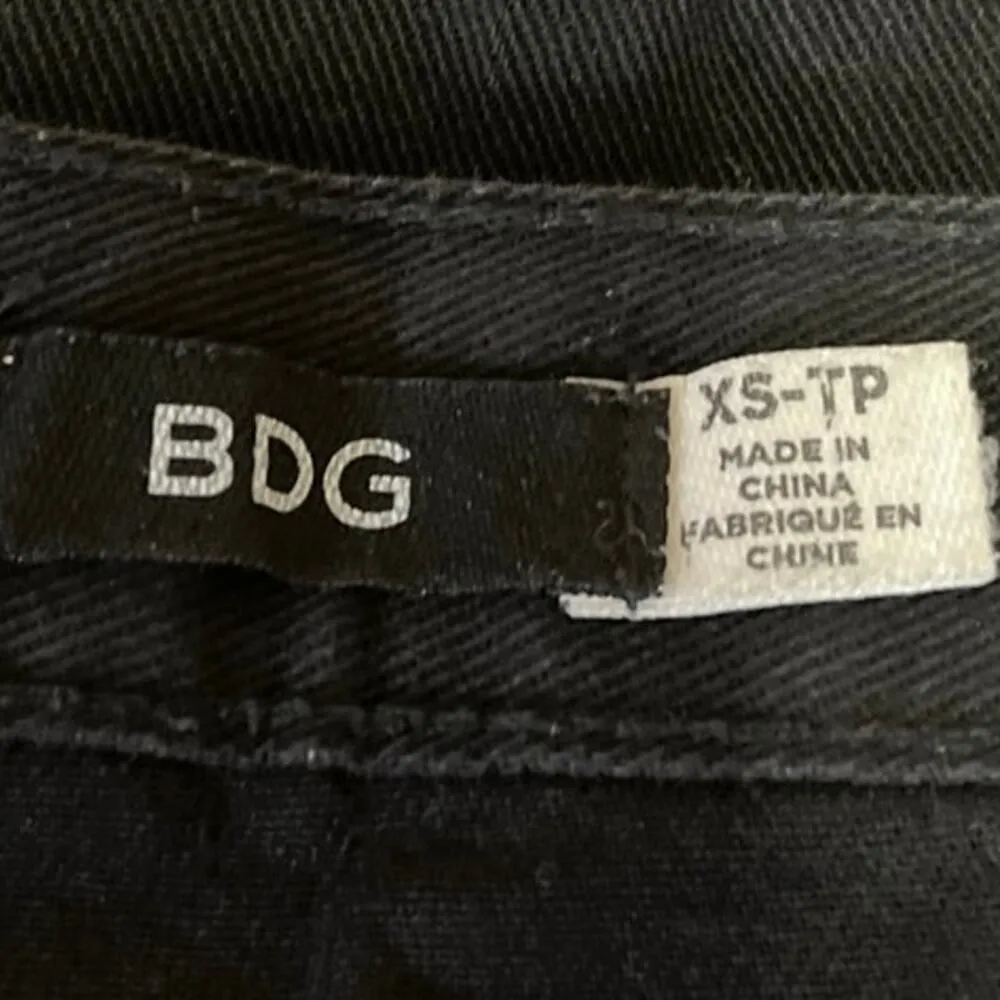 BDG
XS-TP
MADE IN
CHINA
FABRIQUÉ EN
CHINE